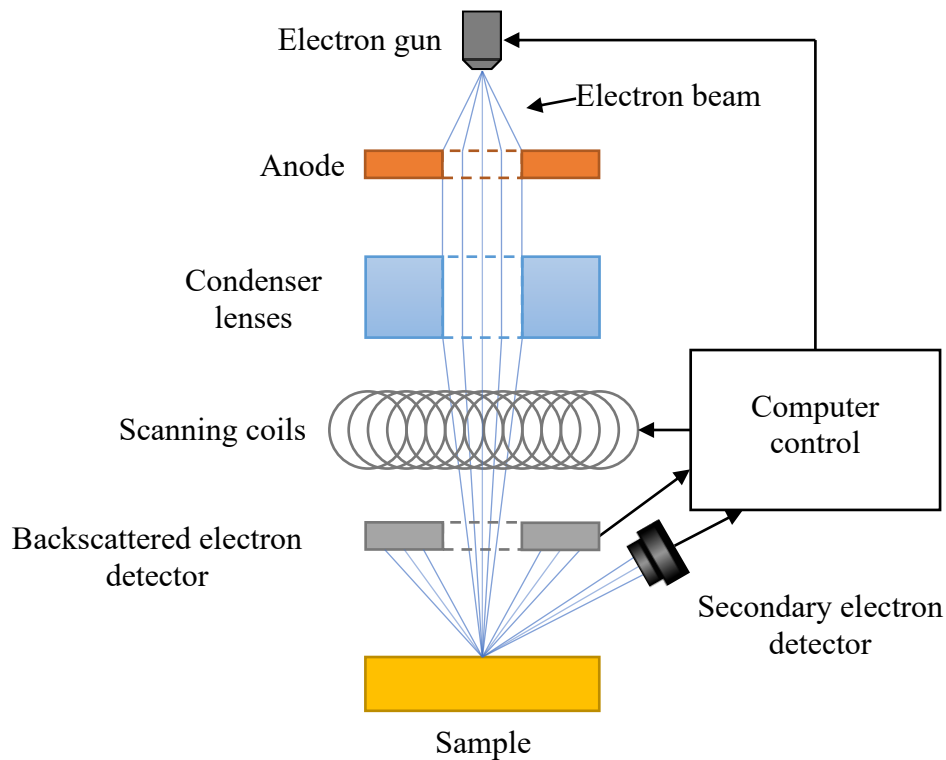 Electron gun
Electron beam
Anode
Condenser
lenses
Scanning coils
Computer
control
Backscattered electron
detector
Secondary electron
detector
Sample